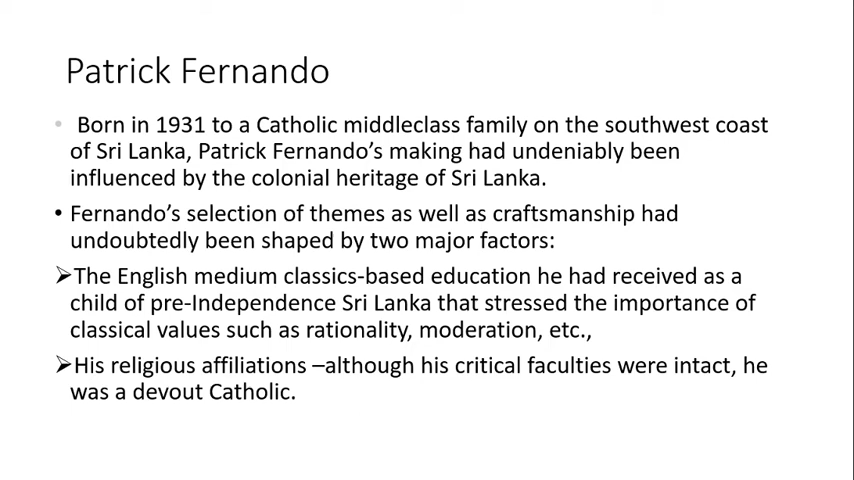 Patrick Fernando
• Born in 1931 to a Catholic middleclass family on the southwest coast
of Sri Lanka, Patrick Fernando’s making had undeniably been
influenced by the colonial heritage of Sri Lanka.
• Fernando’s selection of themes as well as craftsmanship had
undoubtedly been shaped by two major factors:
➢The English medium classics-based education he had received as a
child of pre-Independence Sri Lanka that stressed the importance of
classical values such as rationality, moderation, etc.,
➢His religious affiliations –although his critical faculties were intact, he
was a devout Catholic.